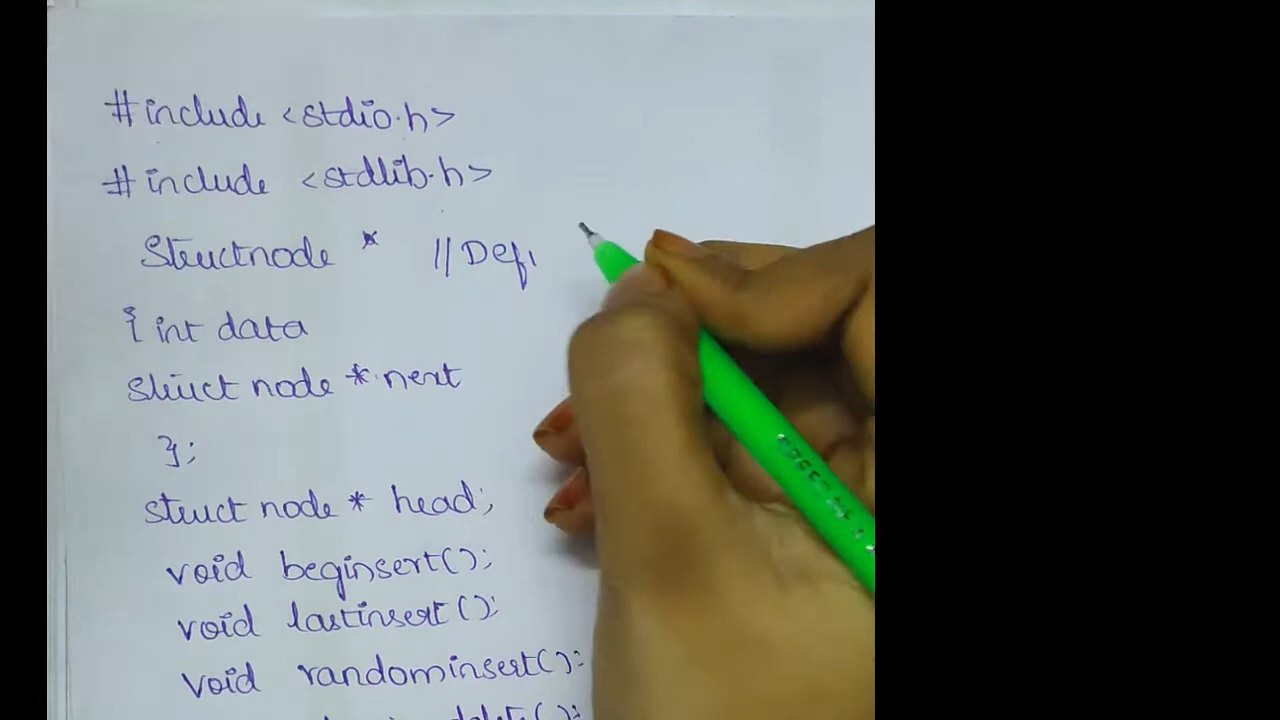 #include <stdio.h>
#include <stdlib.h>
Structnode * //Defi
{ int data
struct node *next
};
struct node * head;
void beginsert();
void lastinsert();
void randominsert();